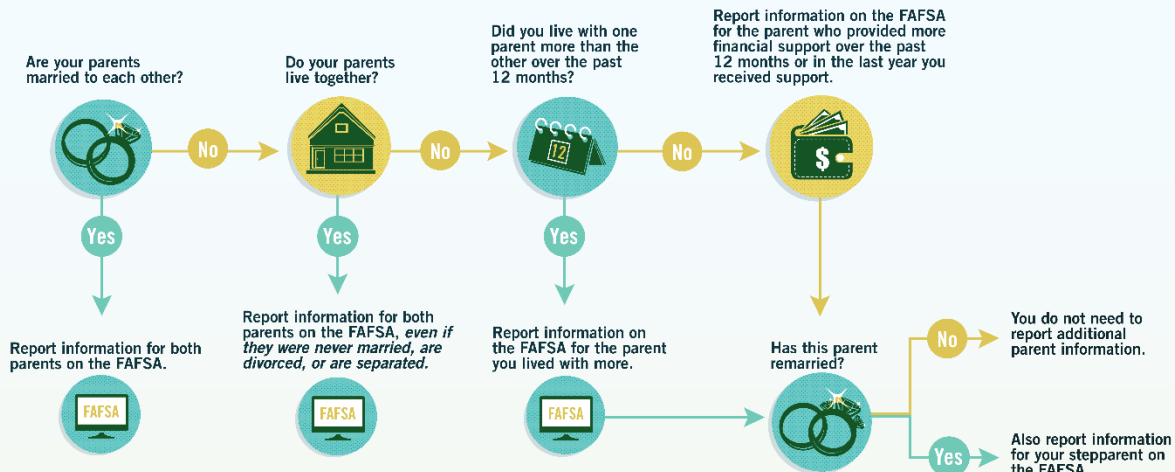 Are your parents
married to each other?
No
Yes
Report information for both
parents on the FAFSA.
FAFSA
Do your parents
live together?
No
Yes
Report information for both
parents on the FAFSA, even if
they were never married, are
divorced, or are separated.
FAFSA
Did you live with one
parent more than the
other over the past
12 months?
12
No
Yes
Report information on
the FAFSA for the parent
you lived with more.
FAFSA
Report information on the FAFSA
for the parent who provided more
financial support over the past
12 months or in the last year you
received support.
$
Has this parent
remarried?
No
You do not need to
report additional
parent information.
Yes
Also report information
for your stepparent on
the FAFSA